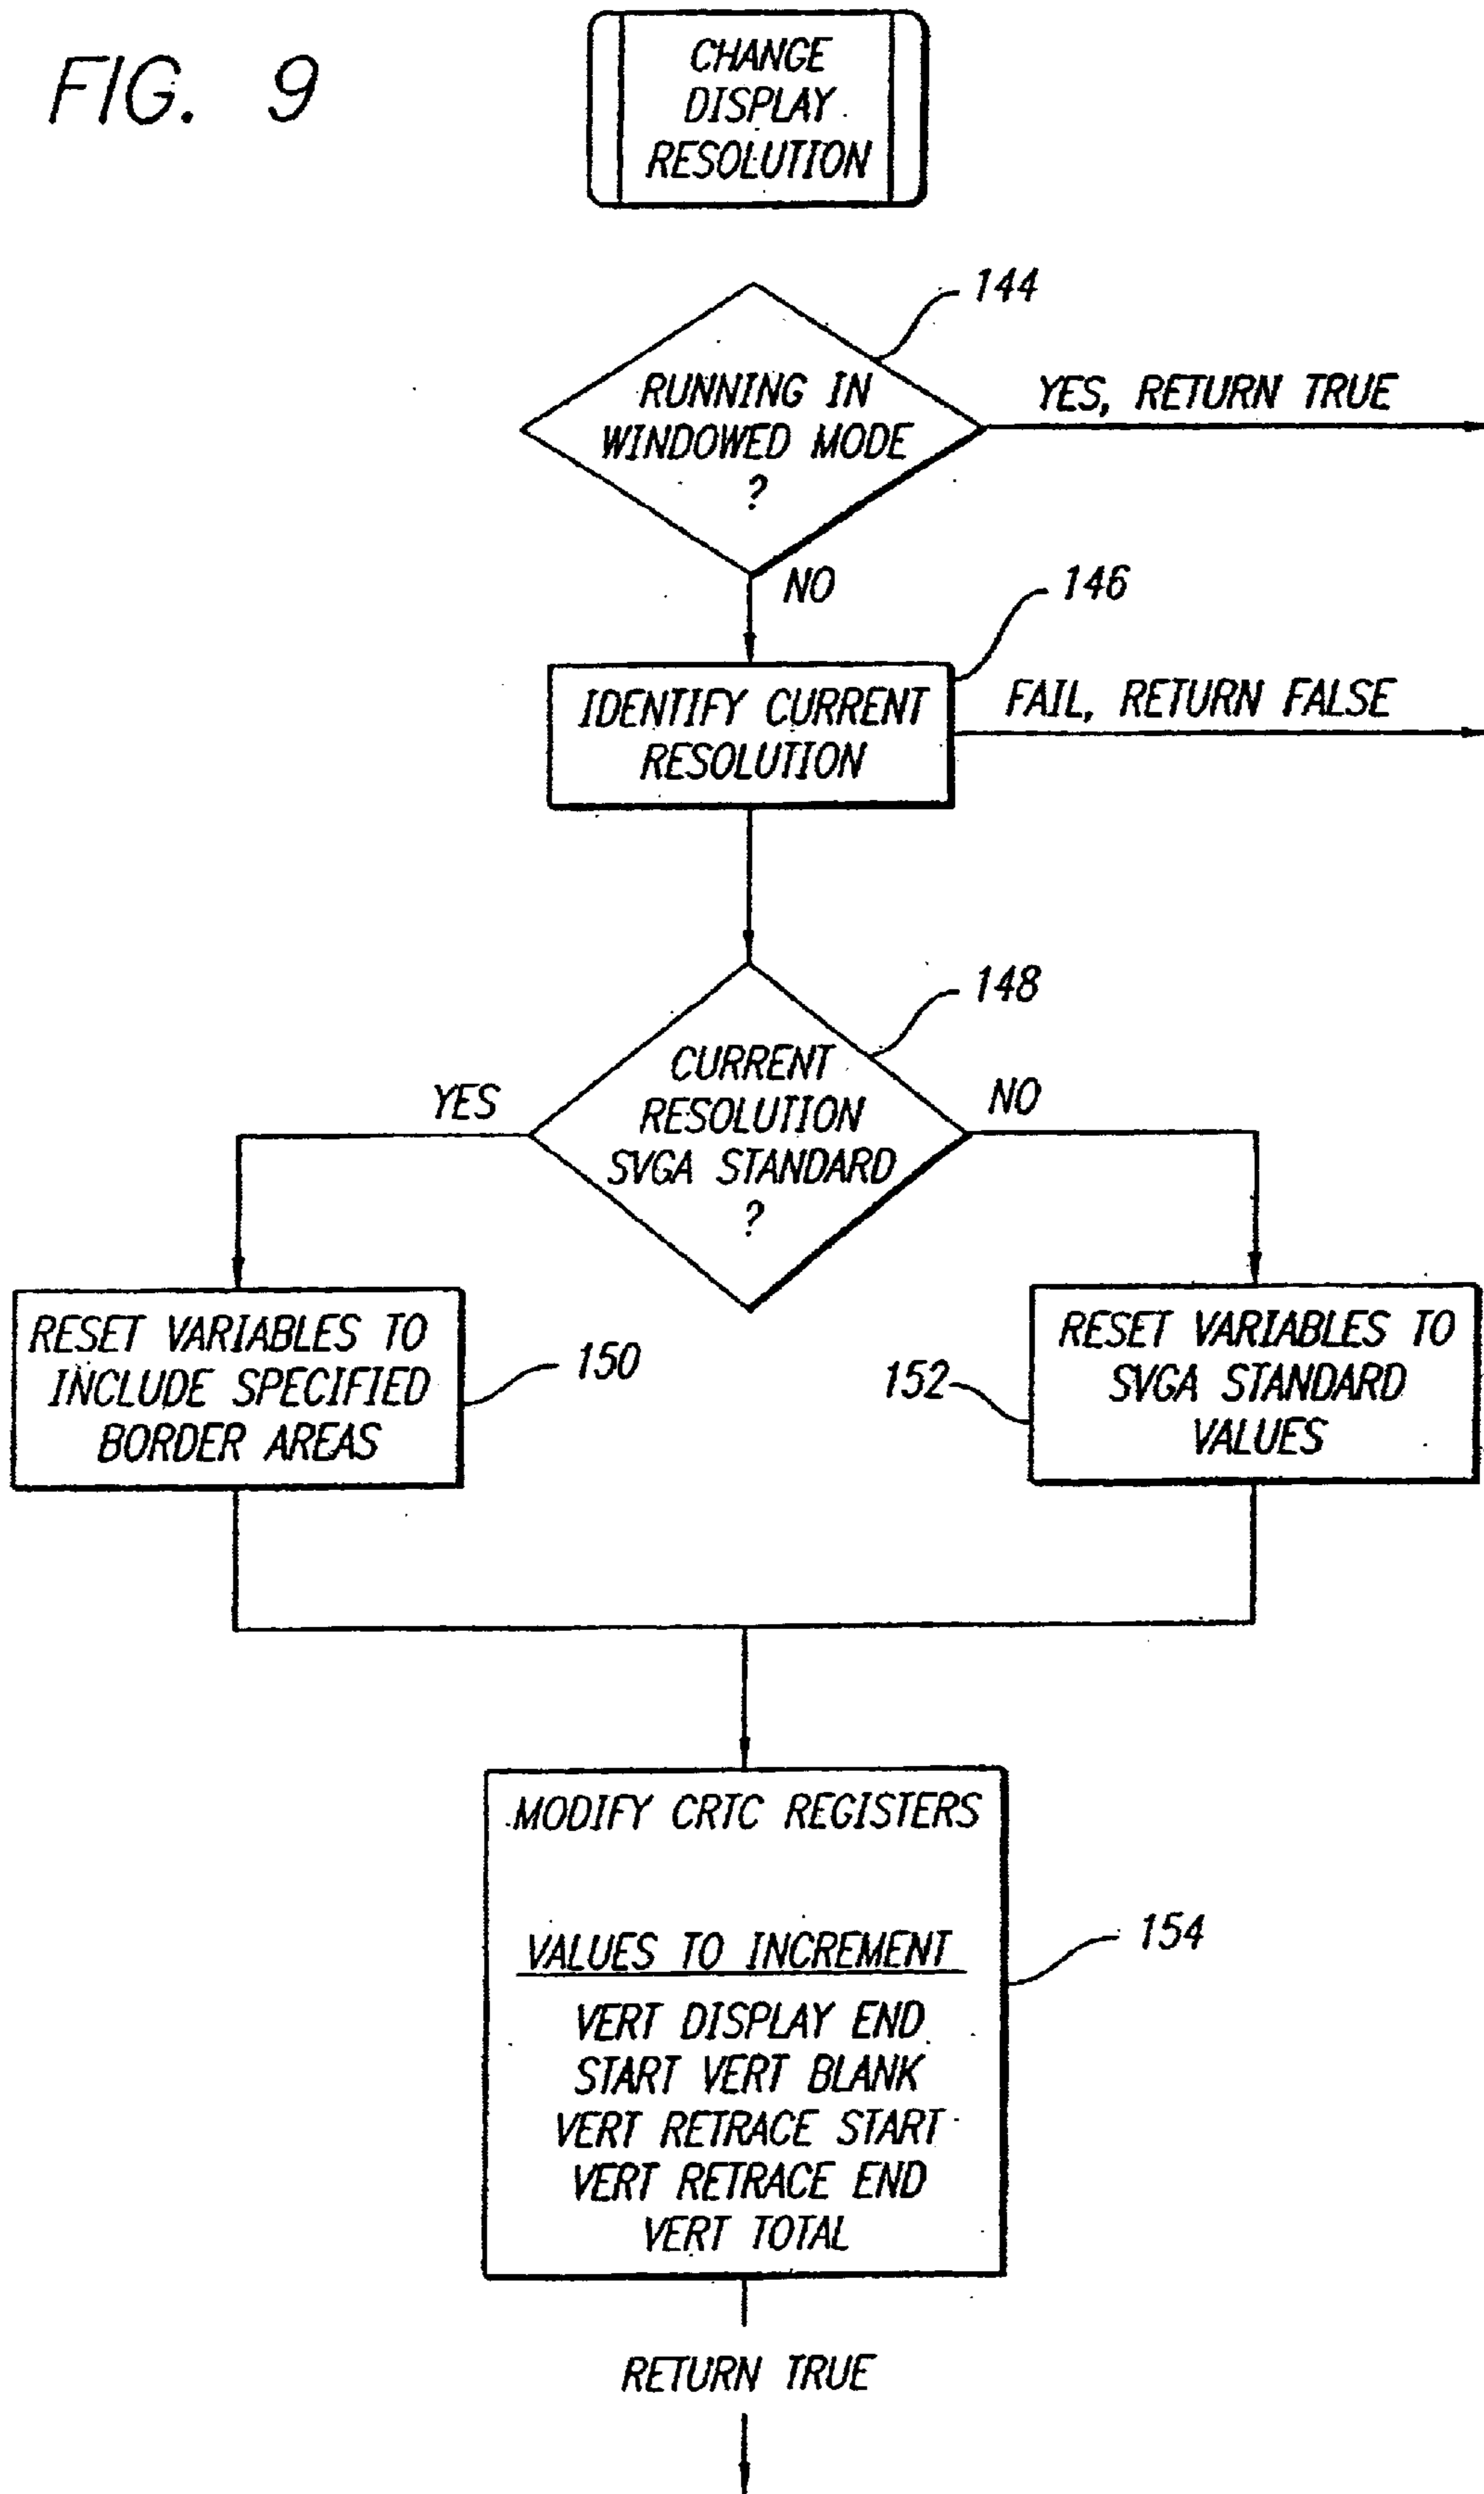 FIG. 9
CHANGE
DISPLAY
RESOLUTION
144
RUNNING IN
WINDOWED MODE
?
YES, RETURN TRUE
NO
146
IDENTIFY CURRENT
RESOLUTION
FAIL, RETURN FALSE
148
CURRENT
RESOLUTION
SVGA STANDARD
?
YES
NO
RESET VARIABLES TO
INCLUDE SPECIFIED
BORDER AREAS
150
152
RESET VARIABLES TO
SVGA STANDARD
VALUES
MODIFY CRTC REGISTERS
VALUES TO INCREMENT
VERT DISPLAY END
START VERT BLANK
VERT RETRACE START
VERT RETRACE END
VERT TOTAL
154
RETURN TRUE